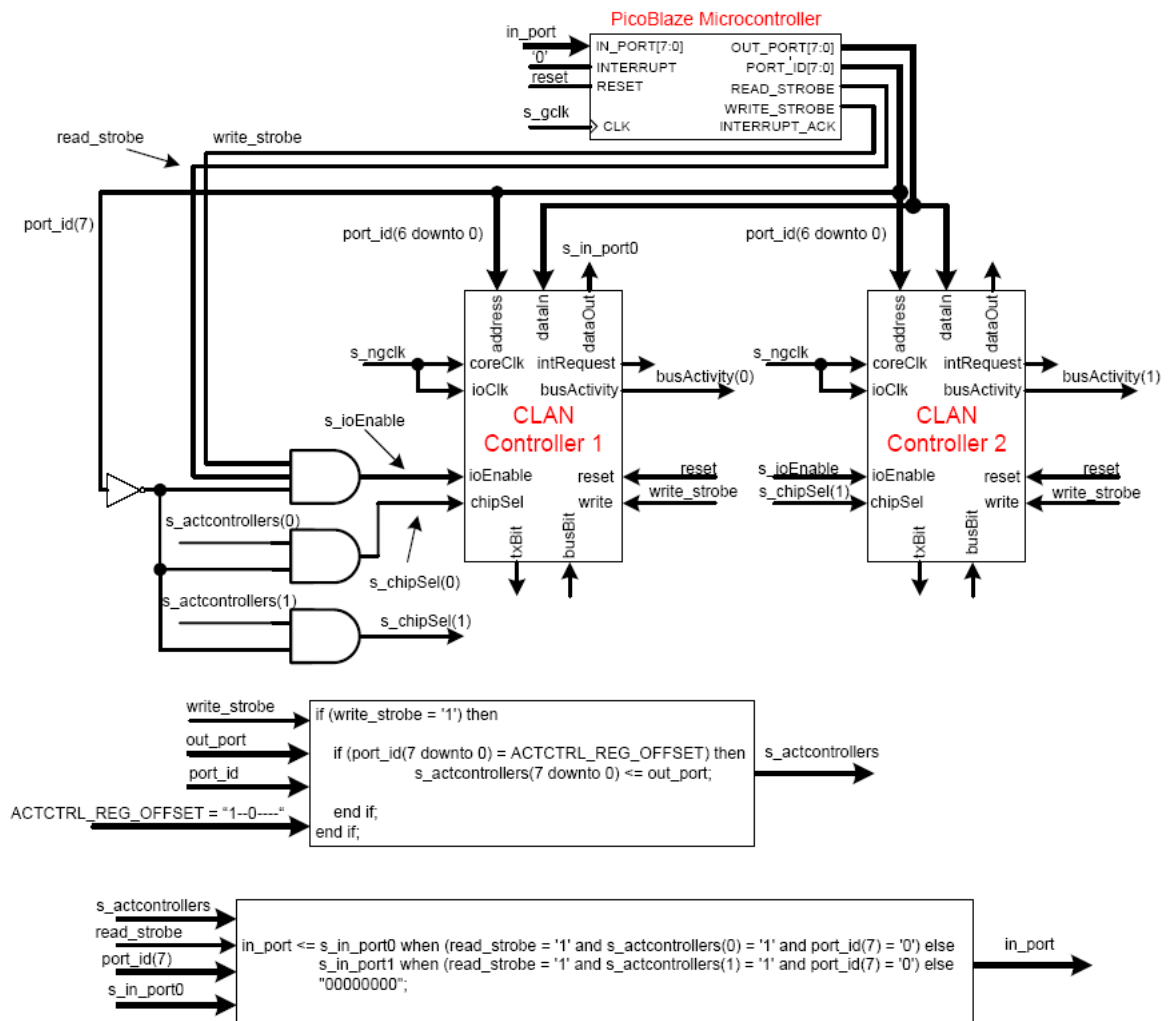 PicoBlaze Microcontroller
in_port
IN_PORT[7:0]
OUT_PORT[7:0]
'0'
INTERRUPT
PORT_ID[7:0]
reset
RESET
READ_STROBE
WRITE_STROBE
s_gclk
CLK
INTERRUPT_ACK
read_strobe
write_strobe
port_id(7)
port_id(6 downto 0)
s_in_port0
port_id(6 downto 0)
address
dataIn
dataOut
address
dataIn
dataOut
s_ngclk
coreClk
intRequest
busActivity(0)
ioClk
busActivity
s_ngclk
coreClk
intRequest
busActivity(1)
ioClk
busActivity
CLAN
Controller 1
CLAN
Controller 2
s_ioEnable
ioEnable
reset
reset
chipSel
write
write_strobe
s_ioEnable
ioEnable
reset
reset
s_chipSel(1)
chipSel
write
write_strobe
txBit
busBit
txBit
busBit
s_actcontrollers(0)
s_chipSel(0)
s_actcontrollers(1)
s_chipSel(1)
write_strobe
out_port
port_id
ACTCTRL_REG_OFFSET = "1--0----"
if (write_strobe = '1') then
if (port_id(7 downto 0) = ACTCTRL_REG_OFFSET) then
s_actcontrollers(7 downto 0) <= out_port;
end if;
end if;
s_actcontrollers
s_actcontrollers
read_strobe
port_id(7)
s_in_port0
in_port <= s_in_port0 when (read_strobe = '1' and s_actcontrollers(0) = '1' and port_id(7) = '0') else
s_in_port1 when (read_strobe = '1' and s_actcontrollers(1) = '1' and port_id(7) = '0') else
"00000000";
in_port